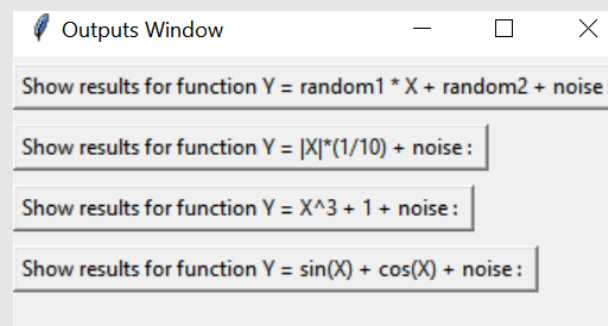 Outputs Window
Show results for function Y = random1 * X + random2 + noise:
Show results for function Y = |X|*(1/10) + noise:
Show results for function Y = X^3 + 1 + noise:
Show results for function Y = sin(X) + cos(X) + noise: